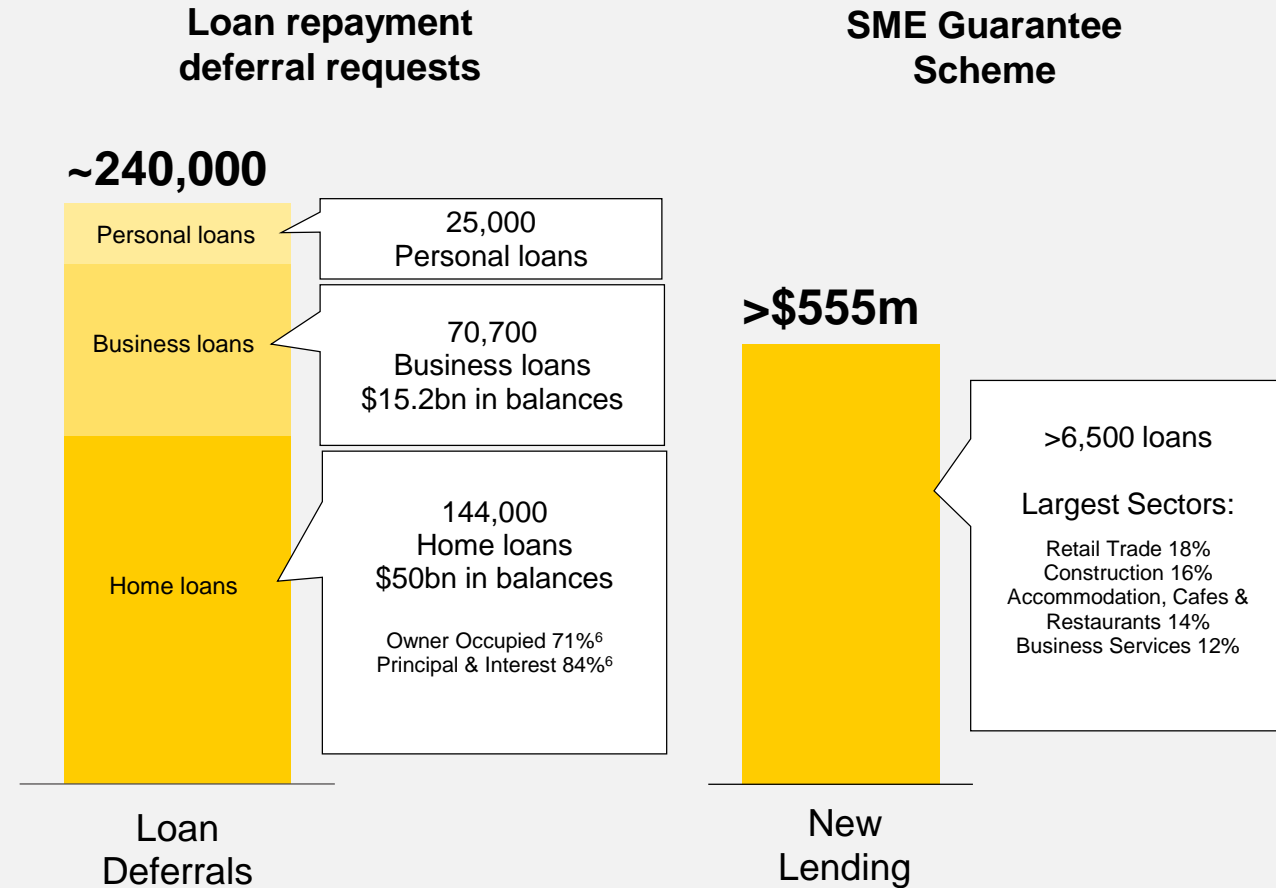 Loan repayment
deferral requests
~240,000
Personal loans
25,000
Personal loans
Business loans
70,700
Business loans
$15.2bn in balances
Home loans
144,000
Home loans
$50bn in balances
Owner Occupied 71%⁶
Principal & Interest 84%⁶
Loan
Deferrals
SME Guarantee
Scheme
>$555m
>6,500 loans
Largest Sectors:
Retail Trade 18%
Construction 16%
Accommodation, Cafes &
Restaurants 14%
Business Services 12%
New
Lending